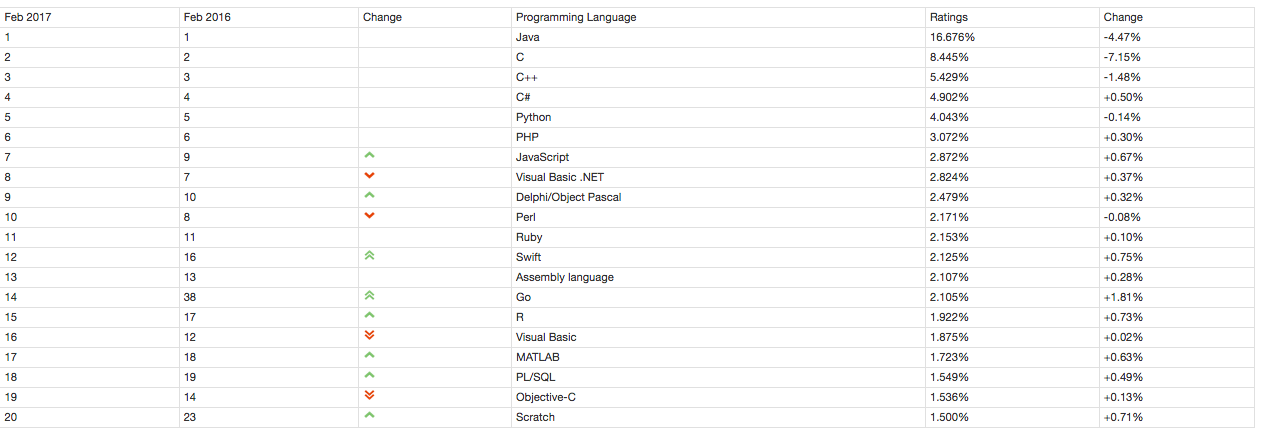 Feb 2017 Feb 2016 Change Programming Language Ratings Change
1 1 Java 16.676% -4.47%
2 2 C 8.445% -7.15%
3 3 C++ 5.429% -1.48%
4 4 C# 4.902% +0.50%
5 5 Python 4.043% -0.14%
6 6 PHP 3.072% +0.30%
7 9 JavaScript 2.872% +0.67%
8 7 Visual Basic .NET 2.824% +0.37%
9 10 Delphi/Object Pascal 2.479% +0.32%
10 8 Perl 2.171% -0.08%
11 11 Ruby 2.153% +0.10%
12 16 Swift 2.125% +0.75%
13 13 Assembly language 2.107% +0.28%
14 38 Go 2.105% +1.81%
15 17 R 1.922% +0.73%
16 12 Visual Basic 1.875% +0.02%
17 18 MATLAB 1.723% +0.63%
18 19 PL/SQL 1.549% +0.49%
19 14 Objective-C 1.536% +0.13%
20 23 Scratch 1.500% +0.71%